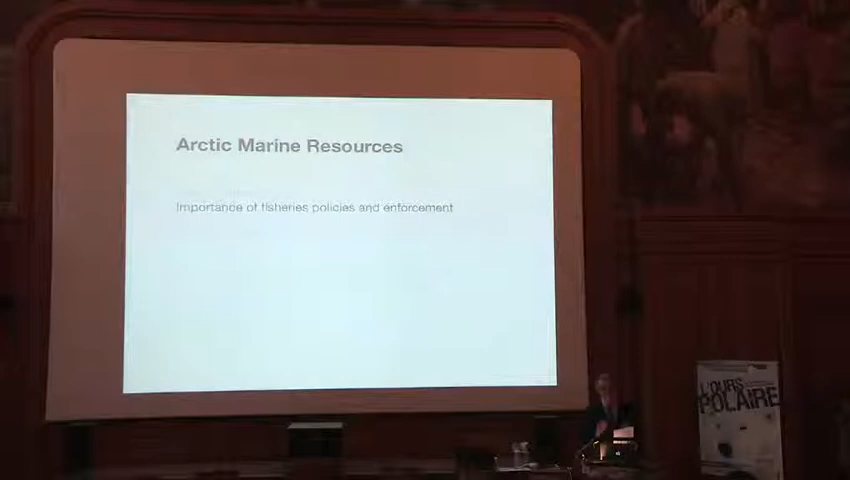 Arctic Marine Resources
Importance of fisheries policies and enforcement
L'OURS
POLAIRE